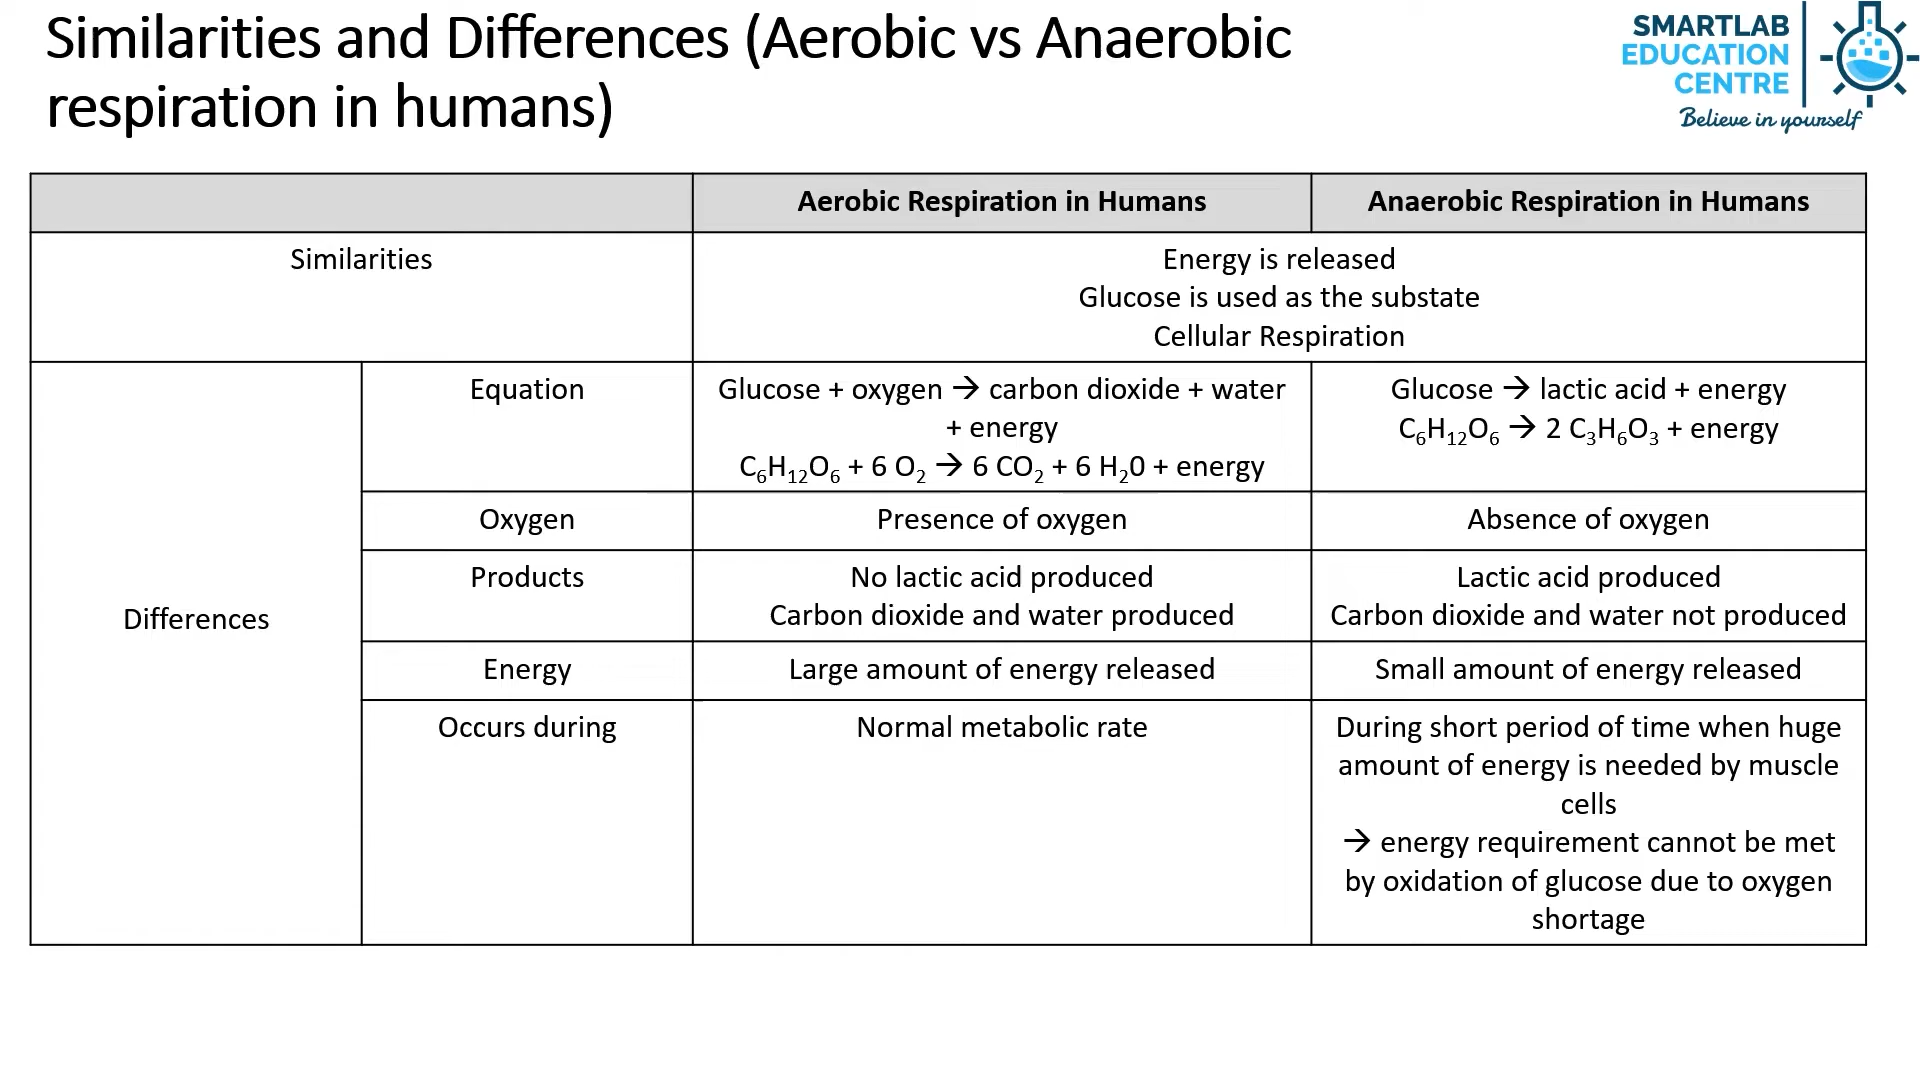 Similarities and Differences (Aerobic vs Anaerobic
respiration in humans)
SMARTLAB
EDUCATION
CENTRE
Believe in yourself
Aerobic Respiration in Humans
Anaerobic Respiration in Humans
Similarities
Energy is released
Glucose is used as the substate
Cellular Respiration
Differences
Equation
Glucose + oxygen → carbon dioxide + water
+ energy
C₆H₁₂O₆ + 6 O₂ → 6 CO₂ + 6 H₂0 + energy
Glucose → lactic acid + energy
C₆H₁₂O₆ → 2 C₃H₆O₃ + energy
Oxygen
Presence of oxygen
Absence of oxygen
Products
No lactic acid produced
Carbon dioxide and water produced
Lactic acid produced
Carbon dioxide and water not produced
Energy
Large amount of energy released
Small amount of energy released
Occurs during
Normal metabolic rate
During short period of time when huge
amount of energy is needed by muscle
cells
→ energy requirement cannot be met
by oxidation of glucose due to oxygen
shortage